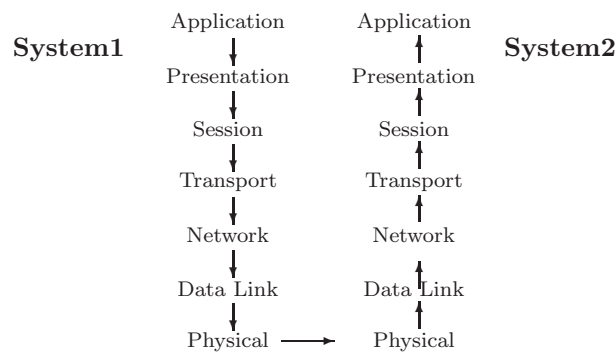 Application Application
System1 System2
Presentation Presentation
Session Session
Transport Transport
Network Network
Data Link Data Link
Physical Physical